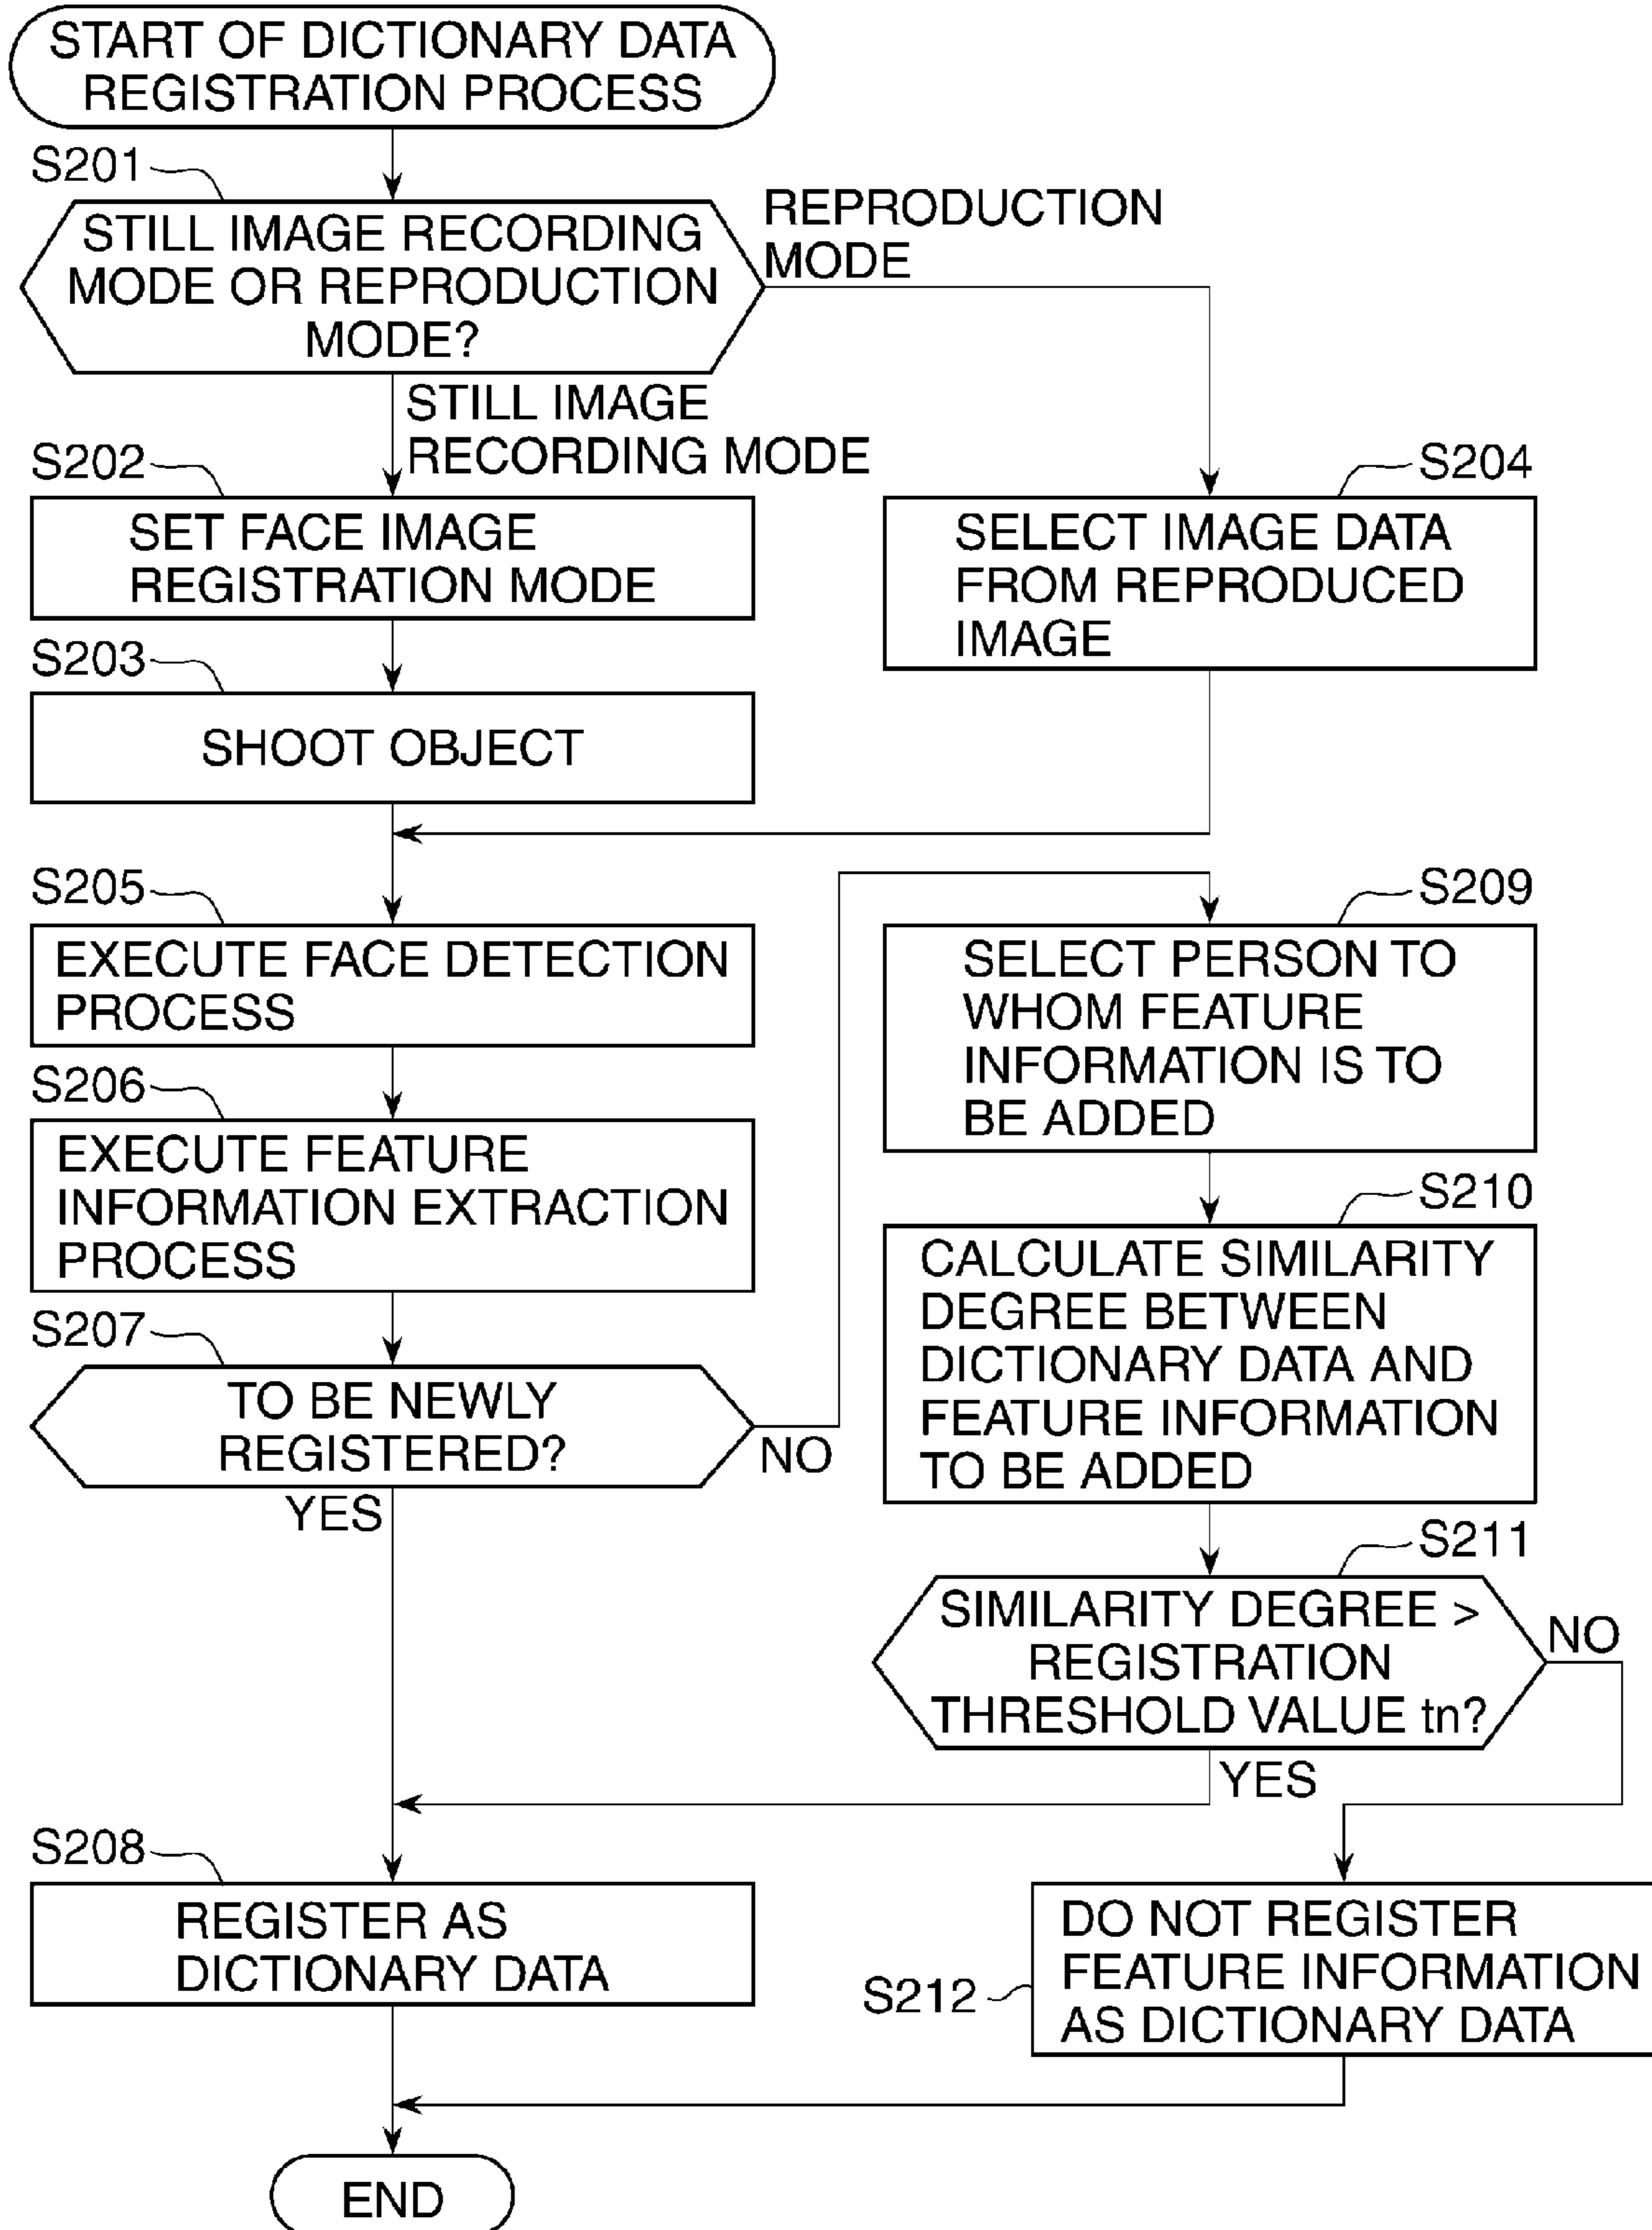 START OF DICTIONARY DATA
REGISTRATION PROCESS
S201
STILL IMAGE RECORDING
MODE OR REPRODUCTION
MODE?
REPRODUCTION
MODE
STILL IMAGE
RECORDING MODE
S202
SET FACE IMAGE
REGISTRATION MODE
S203
SHOOT OBJECT
S204
SELECT IMAGE DATA
FROM REPRODUCED
IMAGE
S205
EXECUTE FACE DETECTION
PROCESS
S206
EXECUTE FEATURE
INFORMATION EXTRACTION
PROCESS
S207
TO BE NEWLY
REGISTERED?
NO
YES
S209
SELECT PERSON TO
WHOM FEATURE
INFORMATION IS TO
BE ADDED
S210
CALCULATE SIMILARITY
DEGREE BETWEEN
DICTIONARY DATA AND
FEATURE INFORMATION
TO BE ADDED
S211
SIMILARITY DEGREE >
REGISTRATION
THRESHOLD VALUE tn?
NO
YES
S208
REGISTER AS
DICTIONARY DATA
S212
DO NOT REGISTER
FEATURE INFORMATION
AS DICTIONARY DATA
END